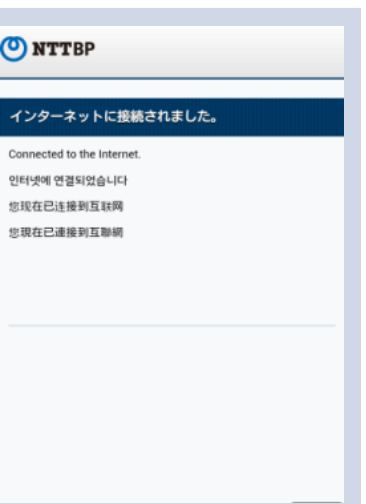 NTTBP
インターネットに接続されました。
Connected to the Internet.
인터넷에 연결되었습니다
您现在已连接到互联网
您現在已連接到互聯網